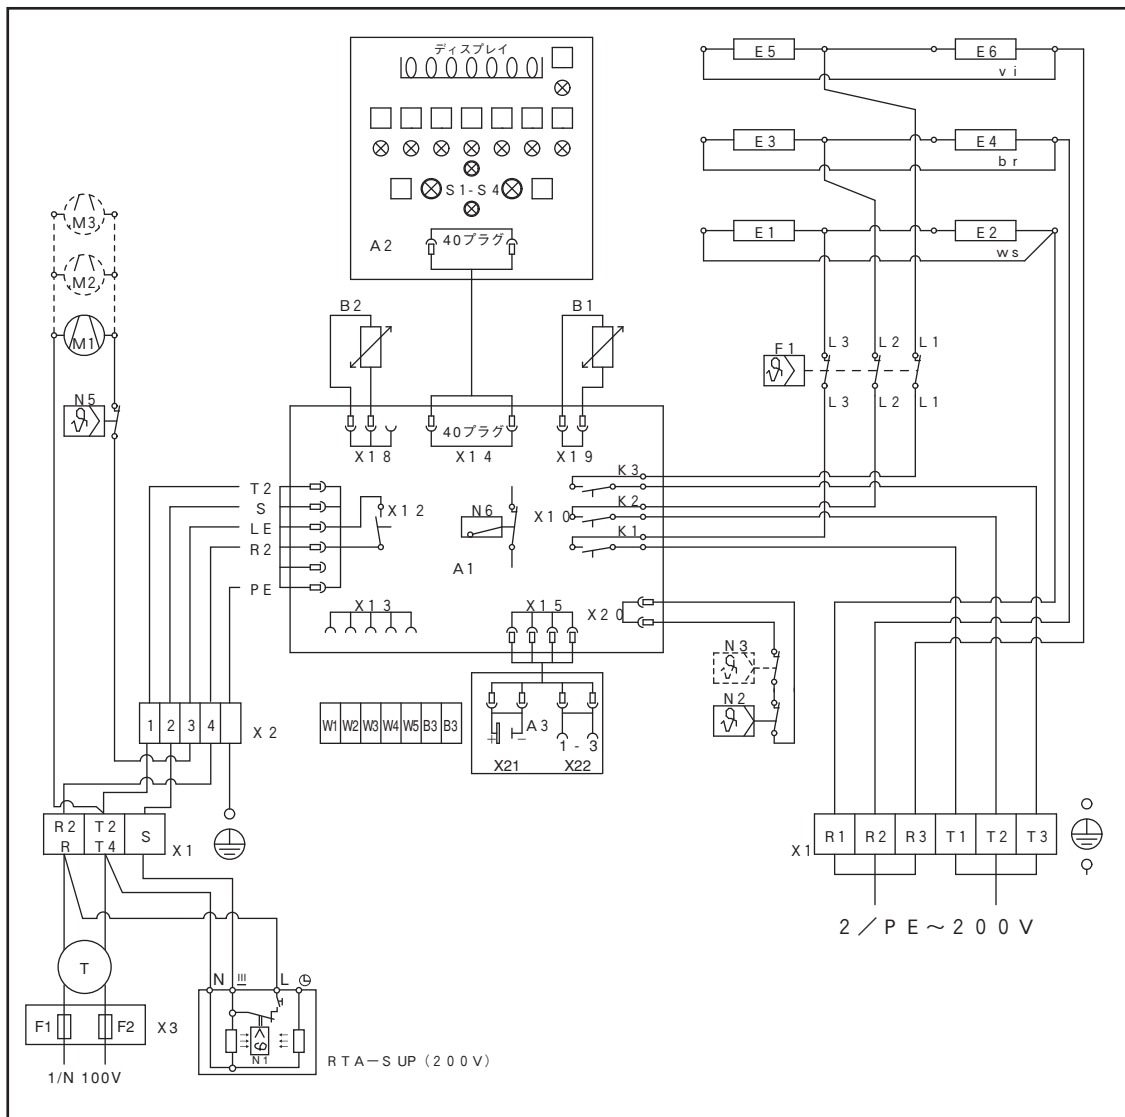 ディスプレイ
S1-S4
A2
40プラグ
E5
E6
vi
E3
E4
br
E1
E2
ws
M3
M2
M1
N5
B2
B1
F1
L3
L2
L1
L3
L2
L1
X18
40プラグ
X14
X19
T2
S
LE
R2
PE
X12
N6
A1
X10
K3
K2
K1
X13
X15
X20
N3
N2
1
2
3
4
X2
W1
W2
W3
W4
W5
B3
B3
A3
+
-
1-3
X21
X22
R2
R
T2
T4
S
X1
X1
R1
R2
R3
T1
T2
T3
2/PE~200V
T
N
L
F1
F2
X3
N1
RTA-SUP (200V)
1/N 100V